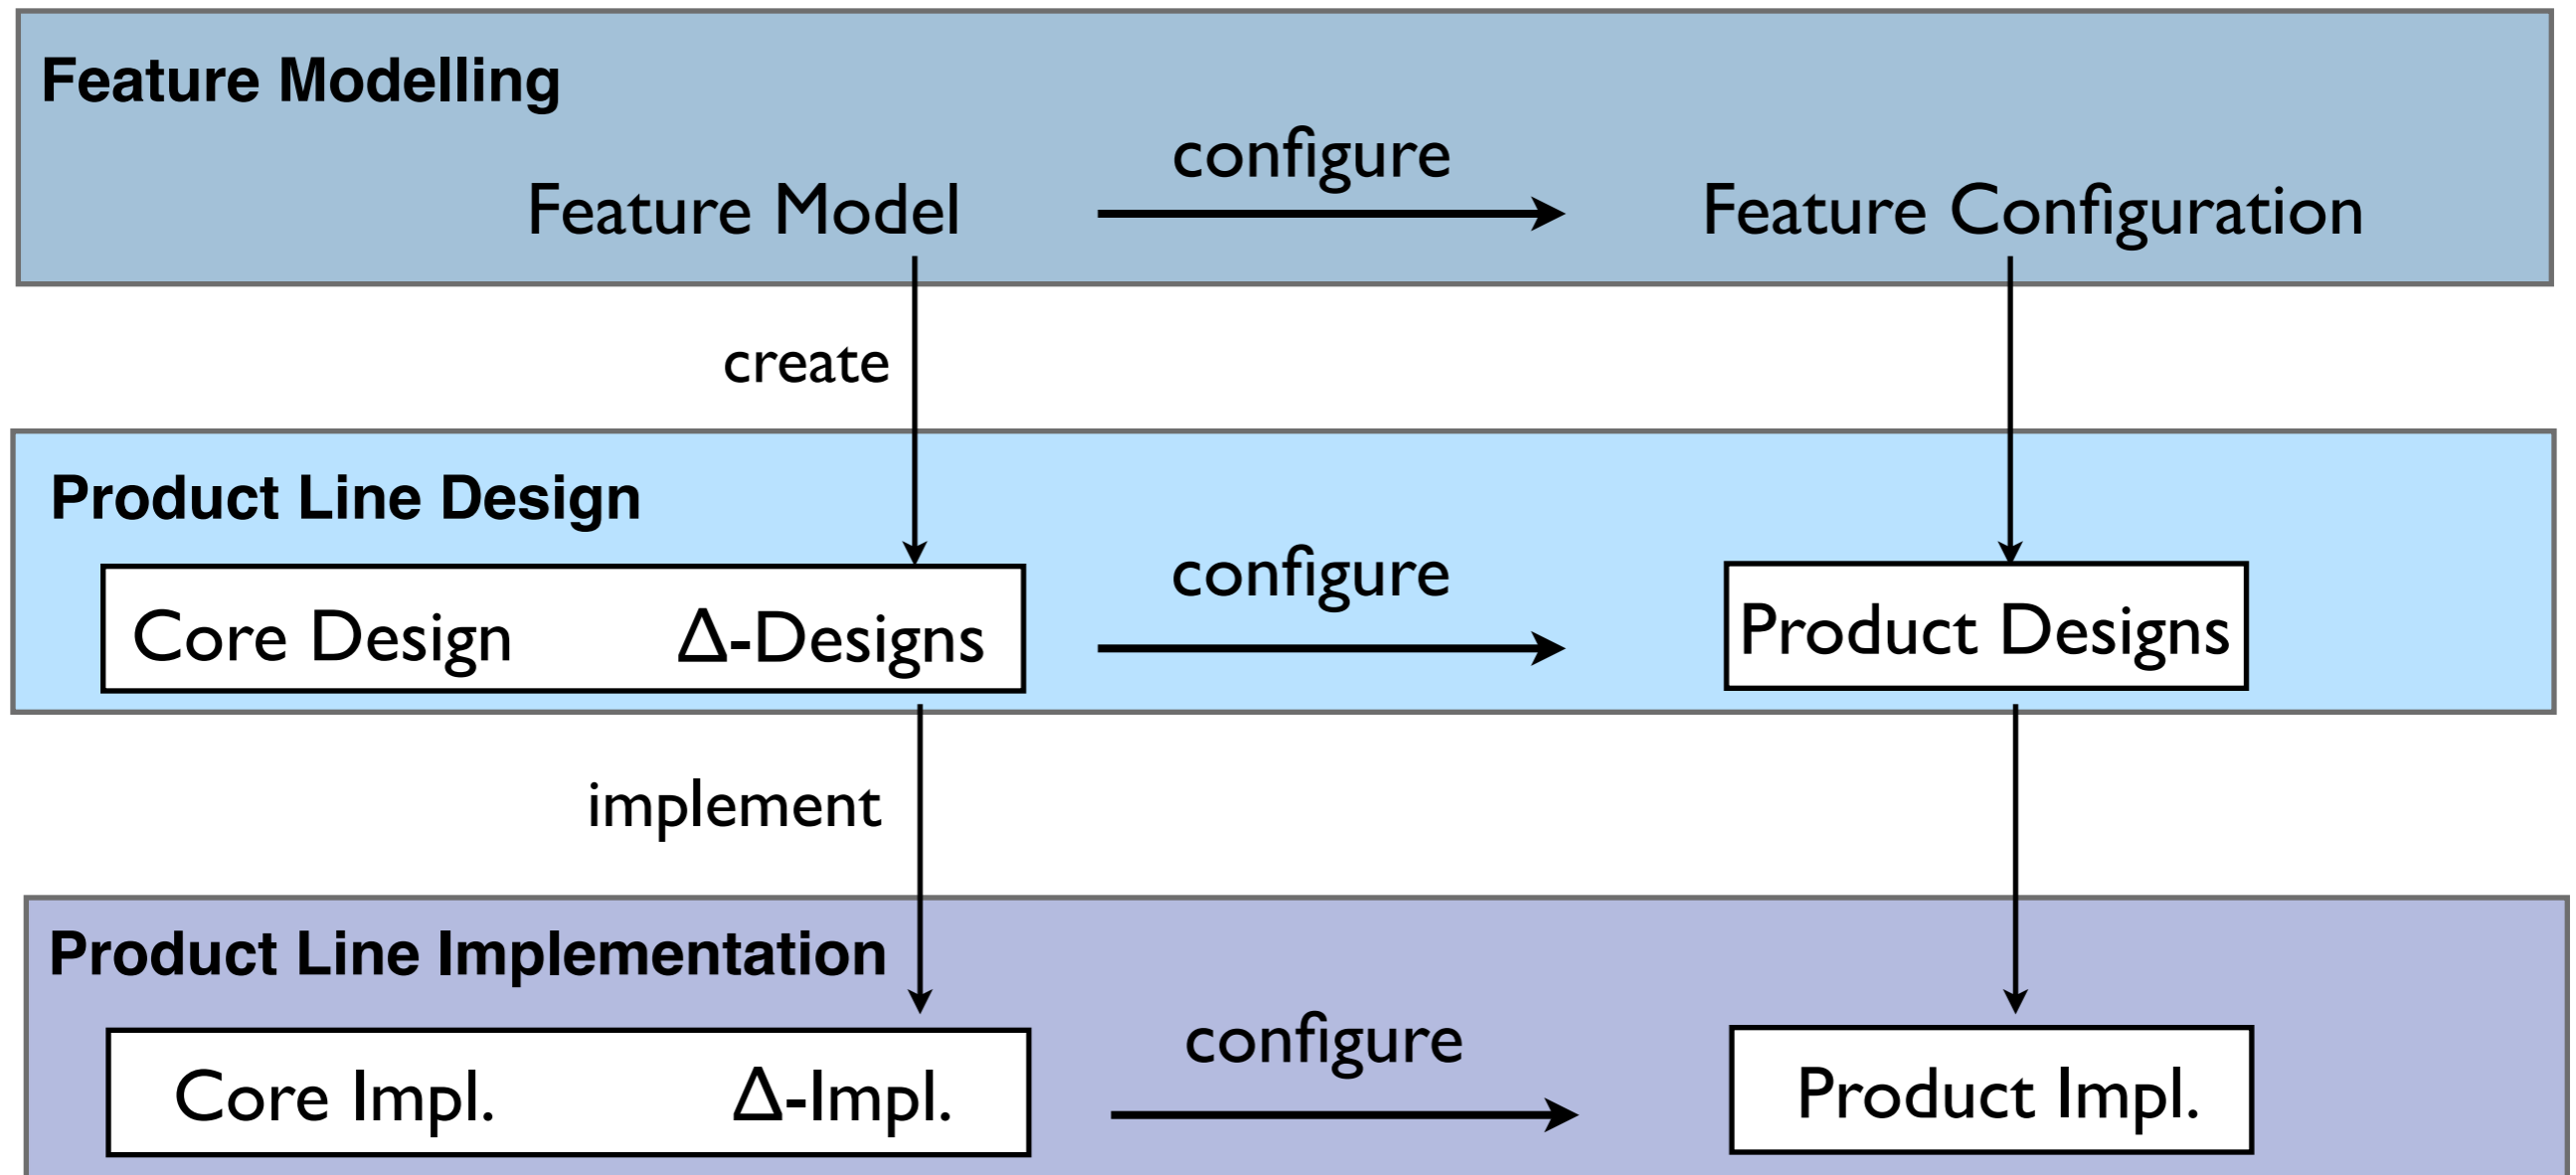 Feature Modelling
configure
Feature Model Feature Configuration
create
Product Line Design
configure
Core Design Δ-Designs Product Designs
implement
Product Line Implementation
configure
Core Impl. Δ-Impl. Product Impl.